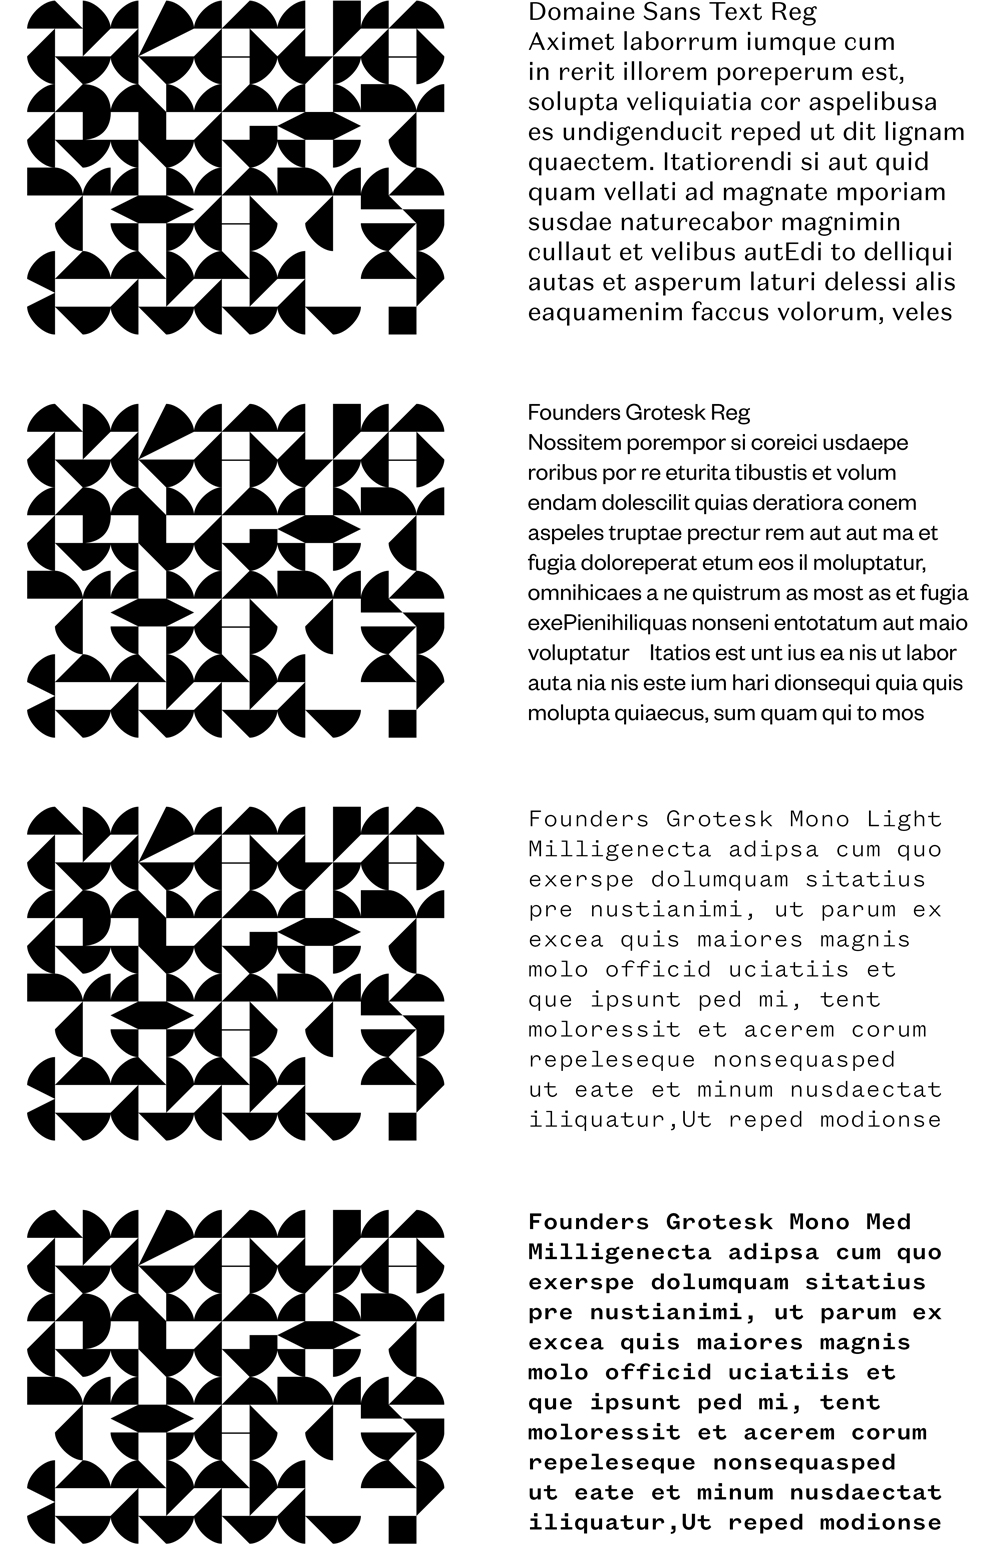 Domaine Sans Text Reg
Aximet laborrum iumque cum
in rerit illorem poreperum est,
solupta veliquiatia cor aspelibusa
es undigenducit reped ut dit lignam
quaectem. Itatiorendi si aut quid
quam vellati ad magnate mporiam
susdae naturecabor magnimin
cullaut et velibus autEdi to delliqui
autas et asperum laturi delessi alis
eaquamenim faccus volorum, veles
Founders Grotesk Reg
Nossitem porempor si coreici usdaepe
roribus por re eturita tibustis et volum
endam dolescilit quias deratiora conem
aspeles truptae prectur rem aut aut ma et
fugia doloreperat etum eos il moluptatur,
omnihicaes a ne quistrum as most as et fugia
exePienihiliquas nonseni entotatum aut maio
voluptatur Itatios est unt ius ea nis ut labor
auta nia nis este ium hari dionsequi quia quis
molupta quiaecus, sum quam qui to mos
Founders Grotesk Mono Light
Milligenecta adipsa cum quo
exerspe dolumquam sitatius
pre nustianimi, ut parum ex
excea quis maiores magnis
molo officid uciatiis et
que ipsunt ped mi, tent
moloressit et acerem corum
repeleseque nonsequasped
ut eate et minum nusdaectat
iliquatur,Ut reped modionse
Founders Grotesk Mono Med
Milligenecta adipsa cum quo
exerspe dolumquam sitatius
pre nustianimi, ut parum ex
excea quis maiores magnis
molo officid uciatiis et
que ipsunt ped mi, tent
moloressit et acerem corum
repeleseque nonsequasped
ut eate et minum nusdaectat
iliquatur,Ut reped modionse